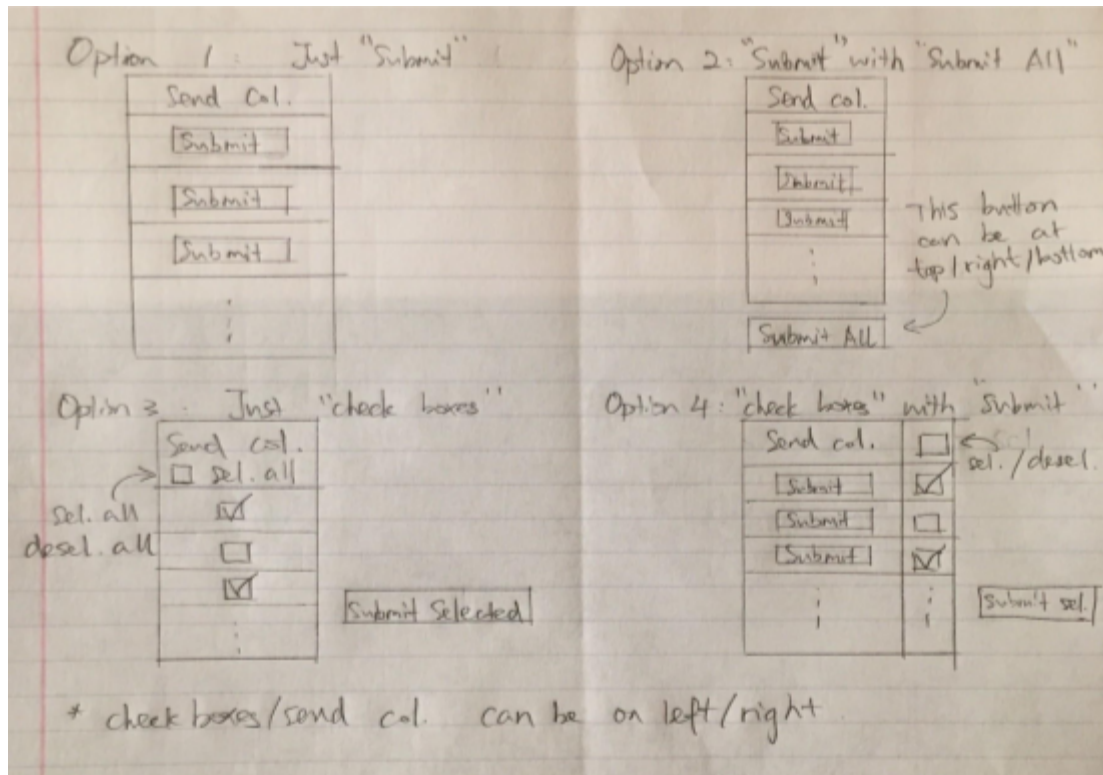 Option 1: Just "Submit"
Send Col.
Submit
Submit
Submit
Option 2: "Submit" with "Submit All"
Send col.
Submit
Submit
Submit
This button
can be at
top/right/bottom
Submit All
Option 3: Just "check boxes"
Send col.
sel. all
sel. all
desel. all
Submit Selected
Option 4: "check boxes" with "Submit"
Send col.
sel./desel.
Submit
Submit
Submit
Submit sel.
* check boxes/send col. can be on left/right